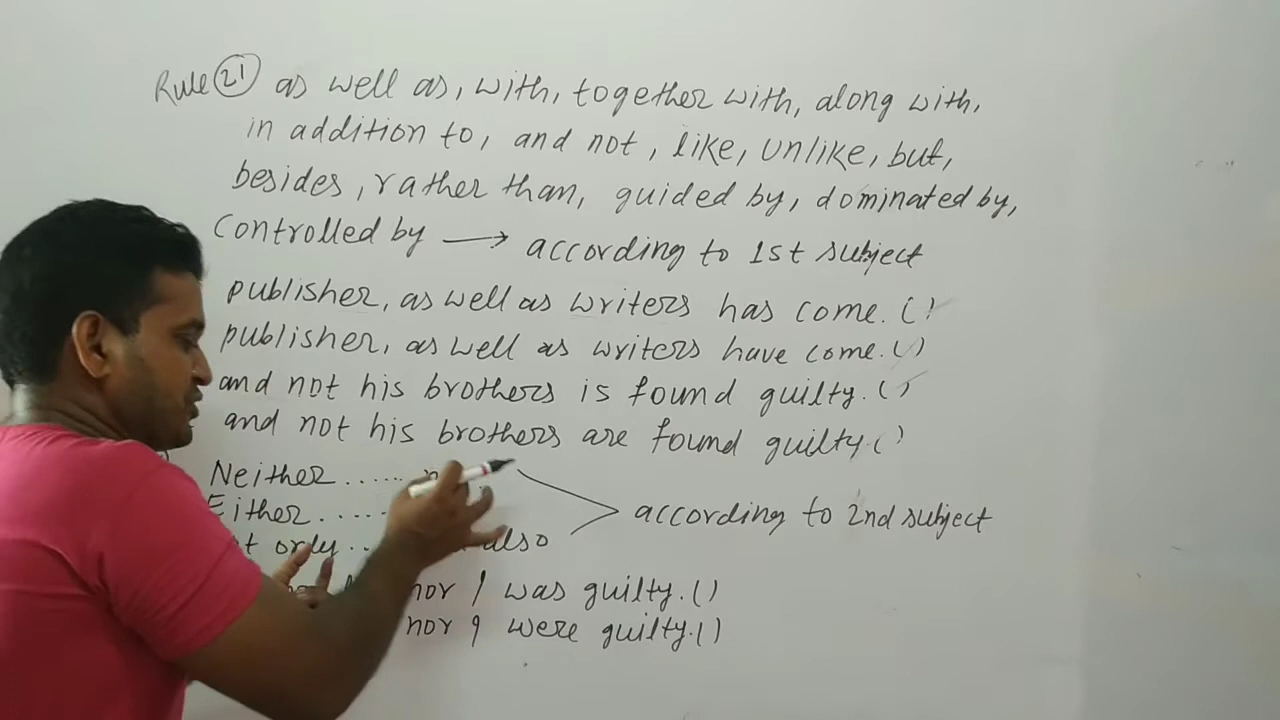 Rule 21 as well as, with, together with, along with,
in addition to, and not, like, unlike, but,
besides, rather than, guided by, dominated by,
controlled by → according to 1st subject
publisher, as well as writers has come. ( )
publisher, as well as writers have come. ( )
and not his brothers is found guilty. ( )
and not his brothers are found guilty. ( )
Neither ......
Either ..... according to 2nd subject
only .. also
nor I was guilty. ( )
nor I were guilty. ( )